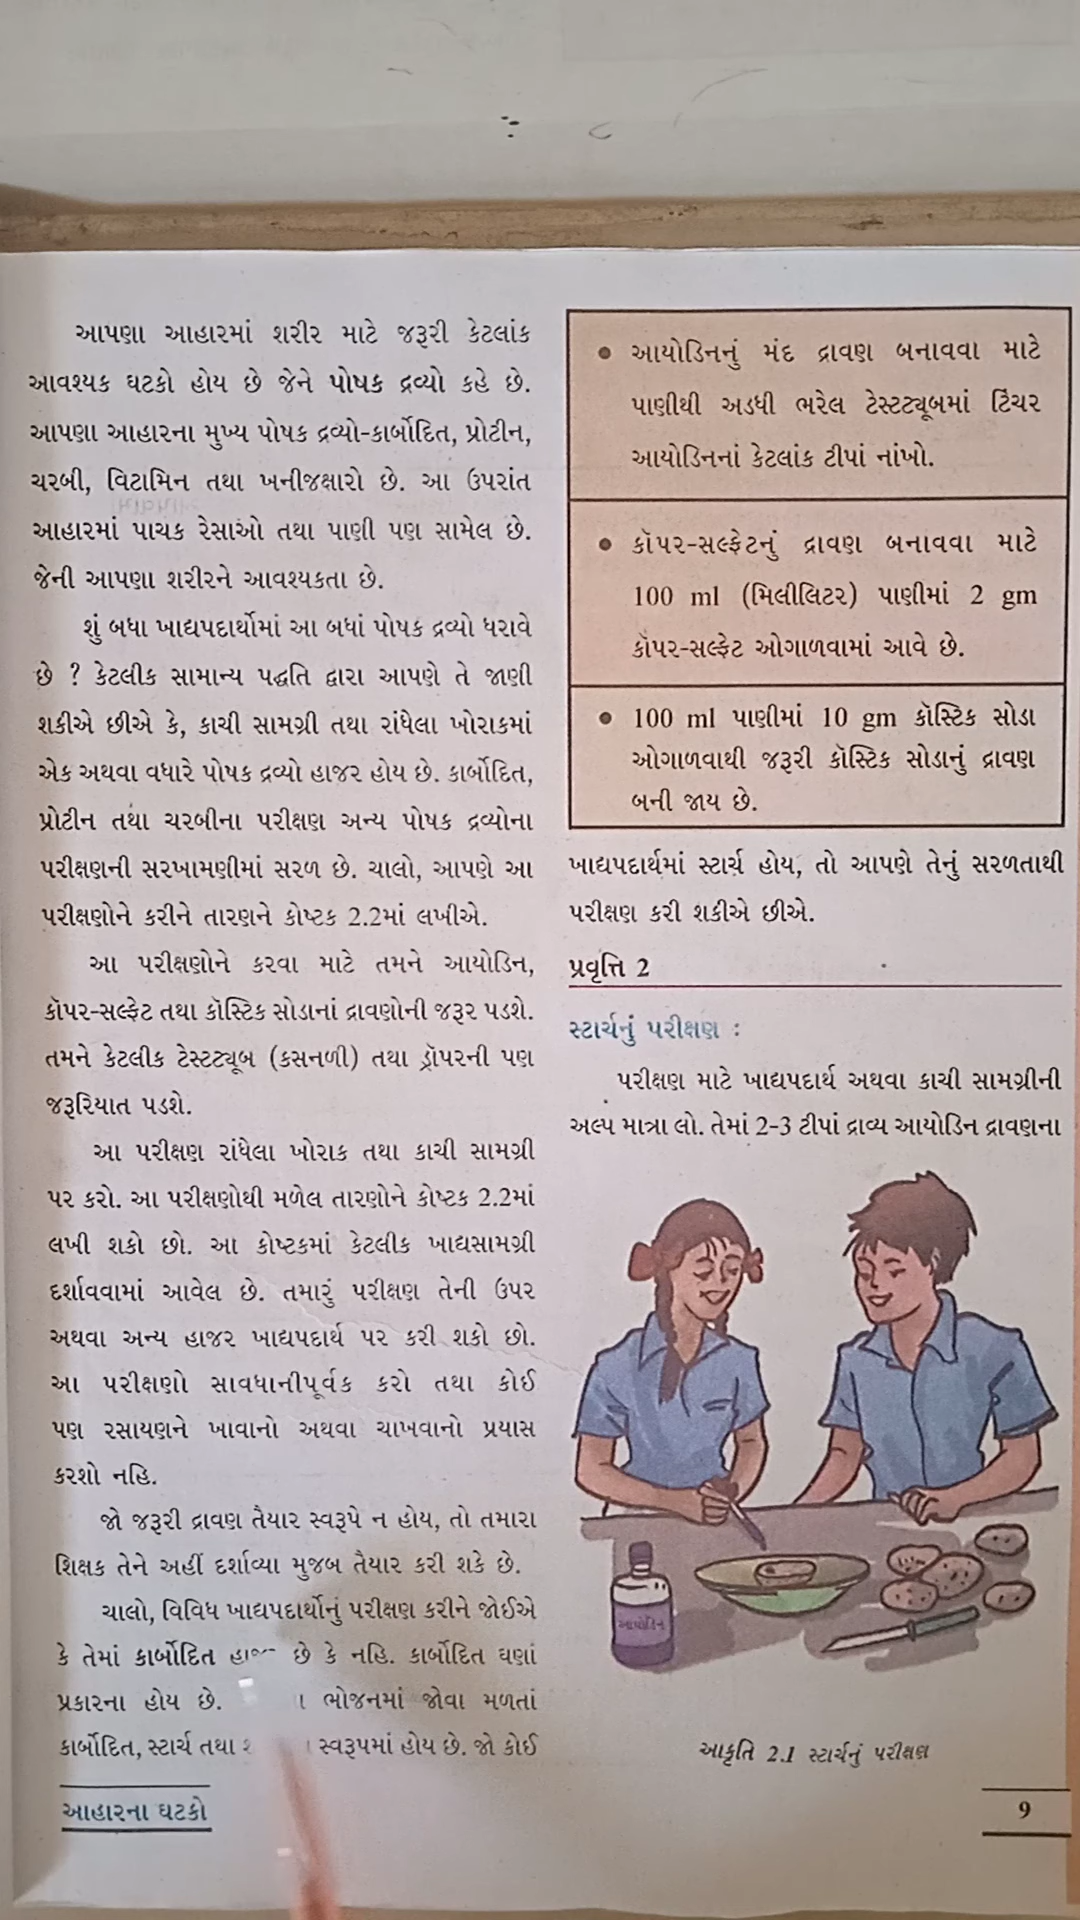 આપણા આહારમાં શરીર માટે જરૂરી કેટલાંક
આવશ્યક ઘટકો હોય છે જેને પોષક દ્રવ્યો કહે છે.
આપણા આહારના મુખ્ય પોષક દ્રવ્યો-કાર્બોદિત, પ્રોટીન,
ચરબી, વિટામિન તથા ખનીજક્ષારો છે. આ ઉપરાંત
આહારમાં પાચક રેસાઓ તથા પાણી પણ સામેલ છે.
જેની આપણા શરીરને આવશ્યકતા છે.
શું બધા ખાદ્યપદાર્થોમાં આ બધાં પોષક દ્રવ્યો ધરાવે
છે ? કેટલીક સામાન્ય પદ્ધતિ દ્વારા આપણે તે જાણી
શકીએ છીએ કે, કાચી સામગ્રી તથા રાંધેલા ખોરાકમાં
એક અથવા વધારે પોષક દ્રવ્યો હાજર હોય છે. કાર્બોદિત,
પ્રોટીન તથા ચરબીના પરીક્ષણ અન્ય પોષક દ્રવ્યોના
પરીક્ષણની સરખામણીમાં સરળ છે. ચાલો, આપણે આ
પરીક્ષણોને કરીને તારણને કોષ્ટક 2.2માં લખીએ.
આ પરીક્ષણોને કરવા માટે તમને આયોડિન,
કૉપર-સલ્ફેટ તથા કૉસ્ટિક સોડાનાં દ્રાવણોની જરૂર પડશે.
તમને કેટલીક ટેસ્ટટ્યૂબ (કસનળી) તથા ડ્રૉપરની પણ
જરૂરિયાત પડશે.
આ પરીક્ષણ રાંધેલા ખોરાક તથા કાચી સામગ્રી
પર કરો. આ પરીક્ષણોથી મળેલ તારણોને કોષ્ટક 2.2માં
લખી શકો છો. આ કોષ્ટકમાં કેટલીક ખાદ્યસામગ્રી
દર્શાવવામાં આવેલ છે. તમારું પરીક્ષણ તેની ઉપર
અથવા અન્ય હાજર ખાદ્યપદાર્થ પર કરી શકો છો.
આ પરીક્ષણો સાવધાનીપૂર્વક કરો તથા કોઈ
પણ રસાયણને ખાવાનો અથવા ચાખવાનો પ્રયાસ
કરશો નહિ.
જો જરૂરી દ્રાવણ તૈયાર સ્વરૂપે ન હોય, તો તમારા
શિક્ષક તેને અહીં દર્શાવ્યા મુજબ તૈયાર કરી શકે છે.
ચાલો, વિવિધ ખાદ્યપદાર્થોનું પરીક્ષણ કરીને જોઈએ
કે તેમાં કાર્બોદિત છે કે નહિ. કાર્બોદિત ઘણાં
પ્રકારના હોય છે. ભોજનમાં જોવા મળતાં
કાર્બોદિત, સ્ટાર્ચ તથા સ્વરૂપમાં હોય છે. જો કોઈ
આહારના ઘટકો
• આયોડિનનું મંદ દ્રાવણ બનાવવા માટે
પાણીથી અડધી ભરેલ ટેસ્ટટ્યૂબમાં ટિંચર
આયોડિનનાં કેટલાંક ટીપાં નાંખો.
• કૉપર-સલ્ફેટનું દ્રાવણ બનાવવા માટે
100 ml (મિલીલિટર) પાણીમાં 2 gm
કૉપર-સલ્ફેટ ઓગાળવામાં આવે છે.
• 100 ml પાણીમાં 10 gm કૉસ્ટિક સોડા
ઓગાળવાથી જરૂરી કૉસ્ટિક સોડાનું દ્રાવણ
બની જાય છે.
ખાદ્યપદાર્થમાં સ્ટાર્ચ હોય, તો આપણે તેનું સરળતાથી
પરીક્ષણ કરી શકીએ છીએ.
પ્રવૃત્તિ 2
સ્ટાર્ચનું પરીક્ષણ :
પરીક્ષણ માટે ખાદ્યપદાર્થ અથવા કાચી સામગ્રીની
અલ્પ માત્રા લો. તેમાં 2-3 ટીપાં દ્રાવ્ય આયોડિન દ્રાવણના
આયોડિન
આકૃતિ 2.1 સ્ટાર્ચનું પરીક્ષણ
9